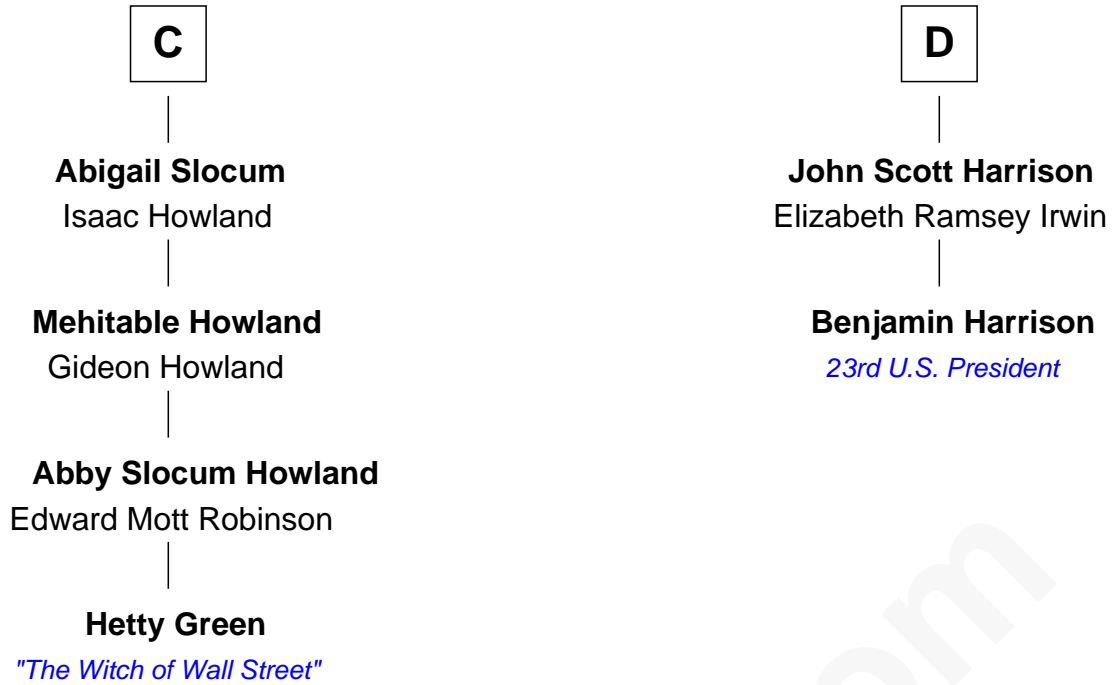 C
Abigail Slocum
Isaac Howland
Mehitable Howland
Gideon Howland
Abby Slocum Howland
Edward Mott Robinson
Hetty Green
"The Witch of Wall Street"
D
John Scott Harrison
Elizabeth Ramsey Irwin
Benjamin Harrison
23rd U.S. President
om